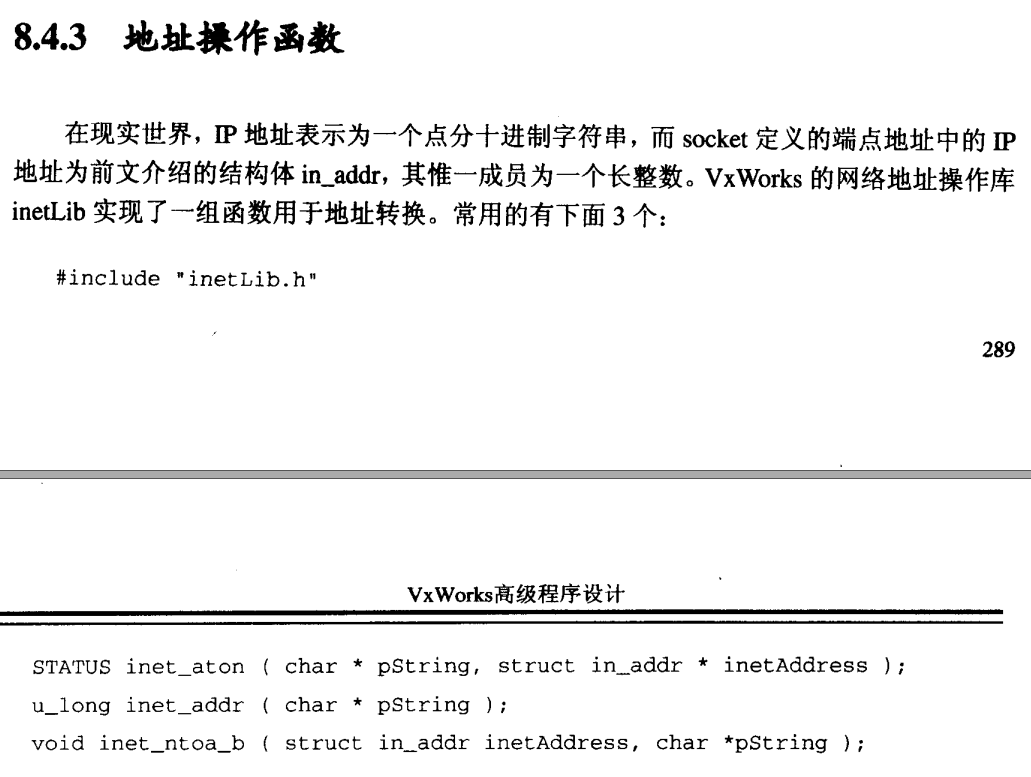 8.4.3 地址操作函数
在现实世界，IP 地址表示为一个点分十进制字符串，而 socket 定义的端点地址中的 IP
地址为前文介绍的结构体 in_addr，其惟一成员为一个长整数。VxWorks 的网络地址操作库
inetLib 实现了一组函数用于地址转换。常用的有下面 3 个：
#include "inetLib.h"
289
VxWorks高级程序设计
STATUS inet_aton ( char * pString, struct in_addr * inetAddress );
u_long inet_addr ( char * pString );
void inet_ntoa_b ( struct in_addr inetAddress, char *pString );